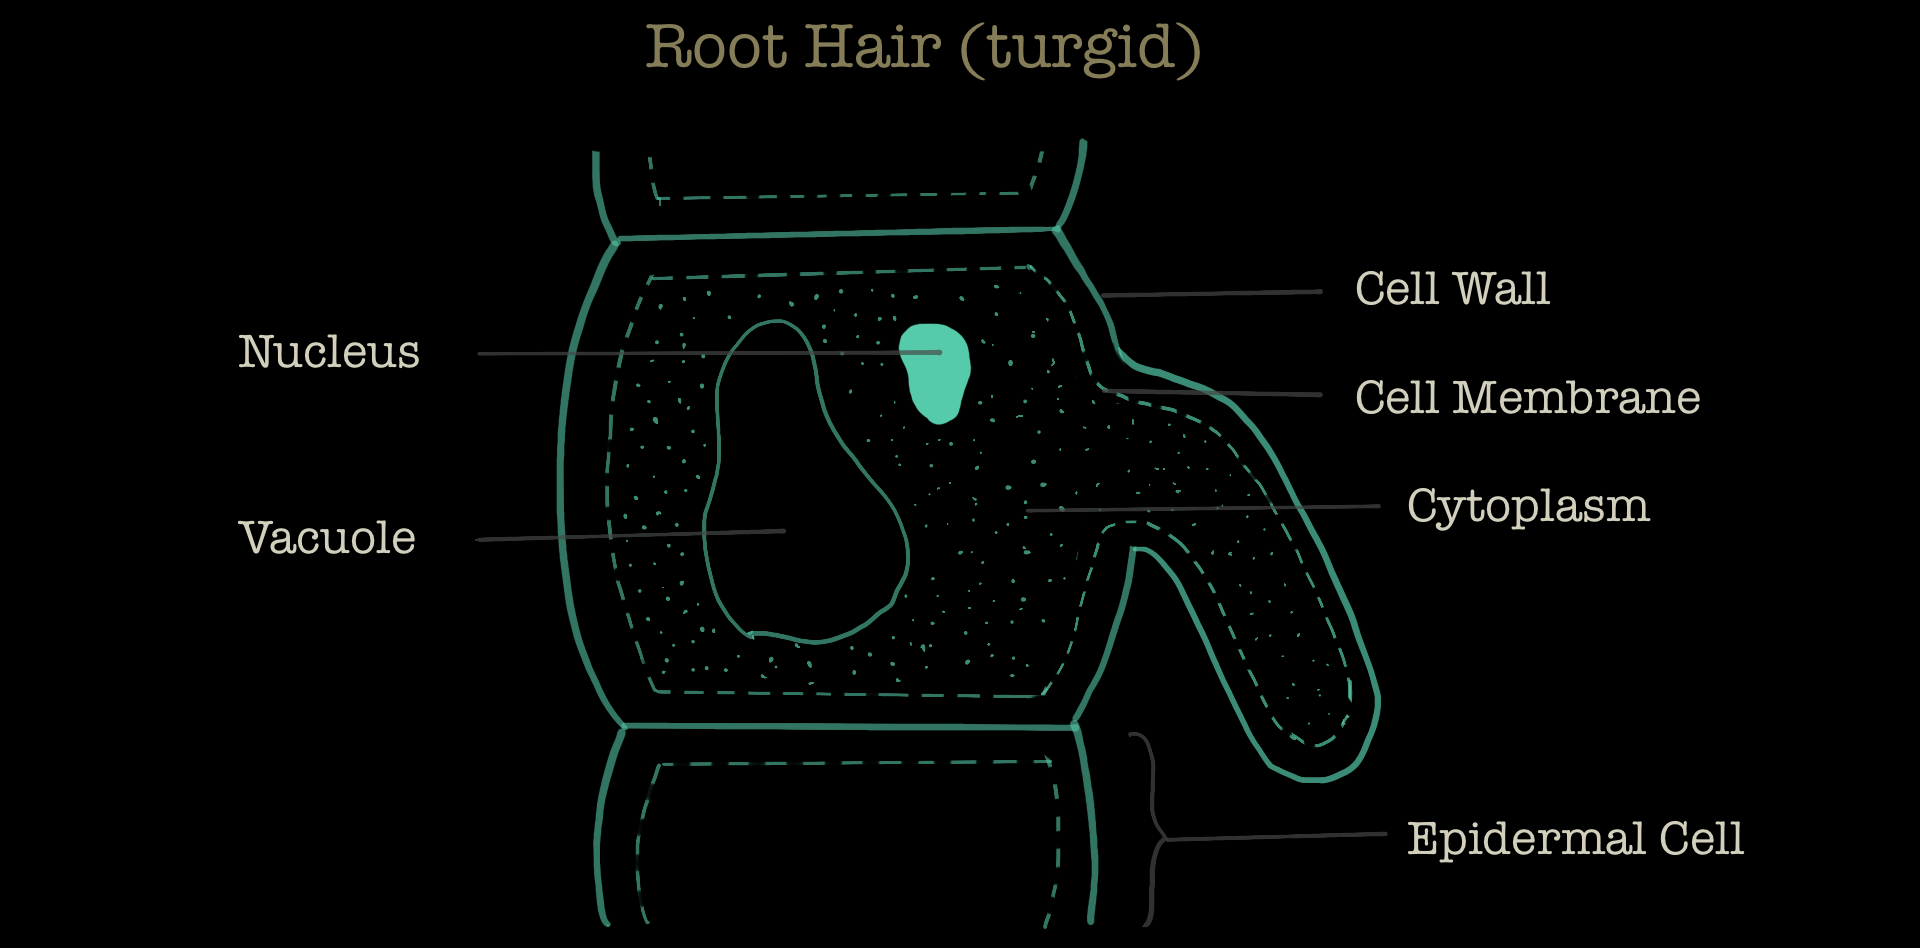 Root Hair (turgid)
Cell Wall
Nucleus
Cell Membrane
Cytoplasm
Vacuole
Epidermal Cell